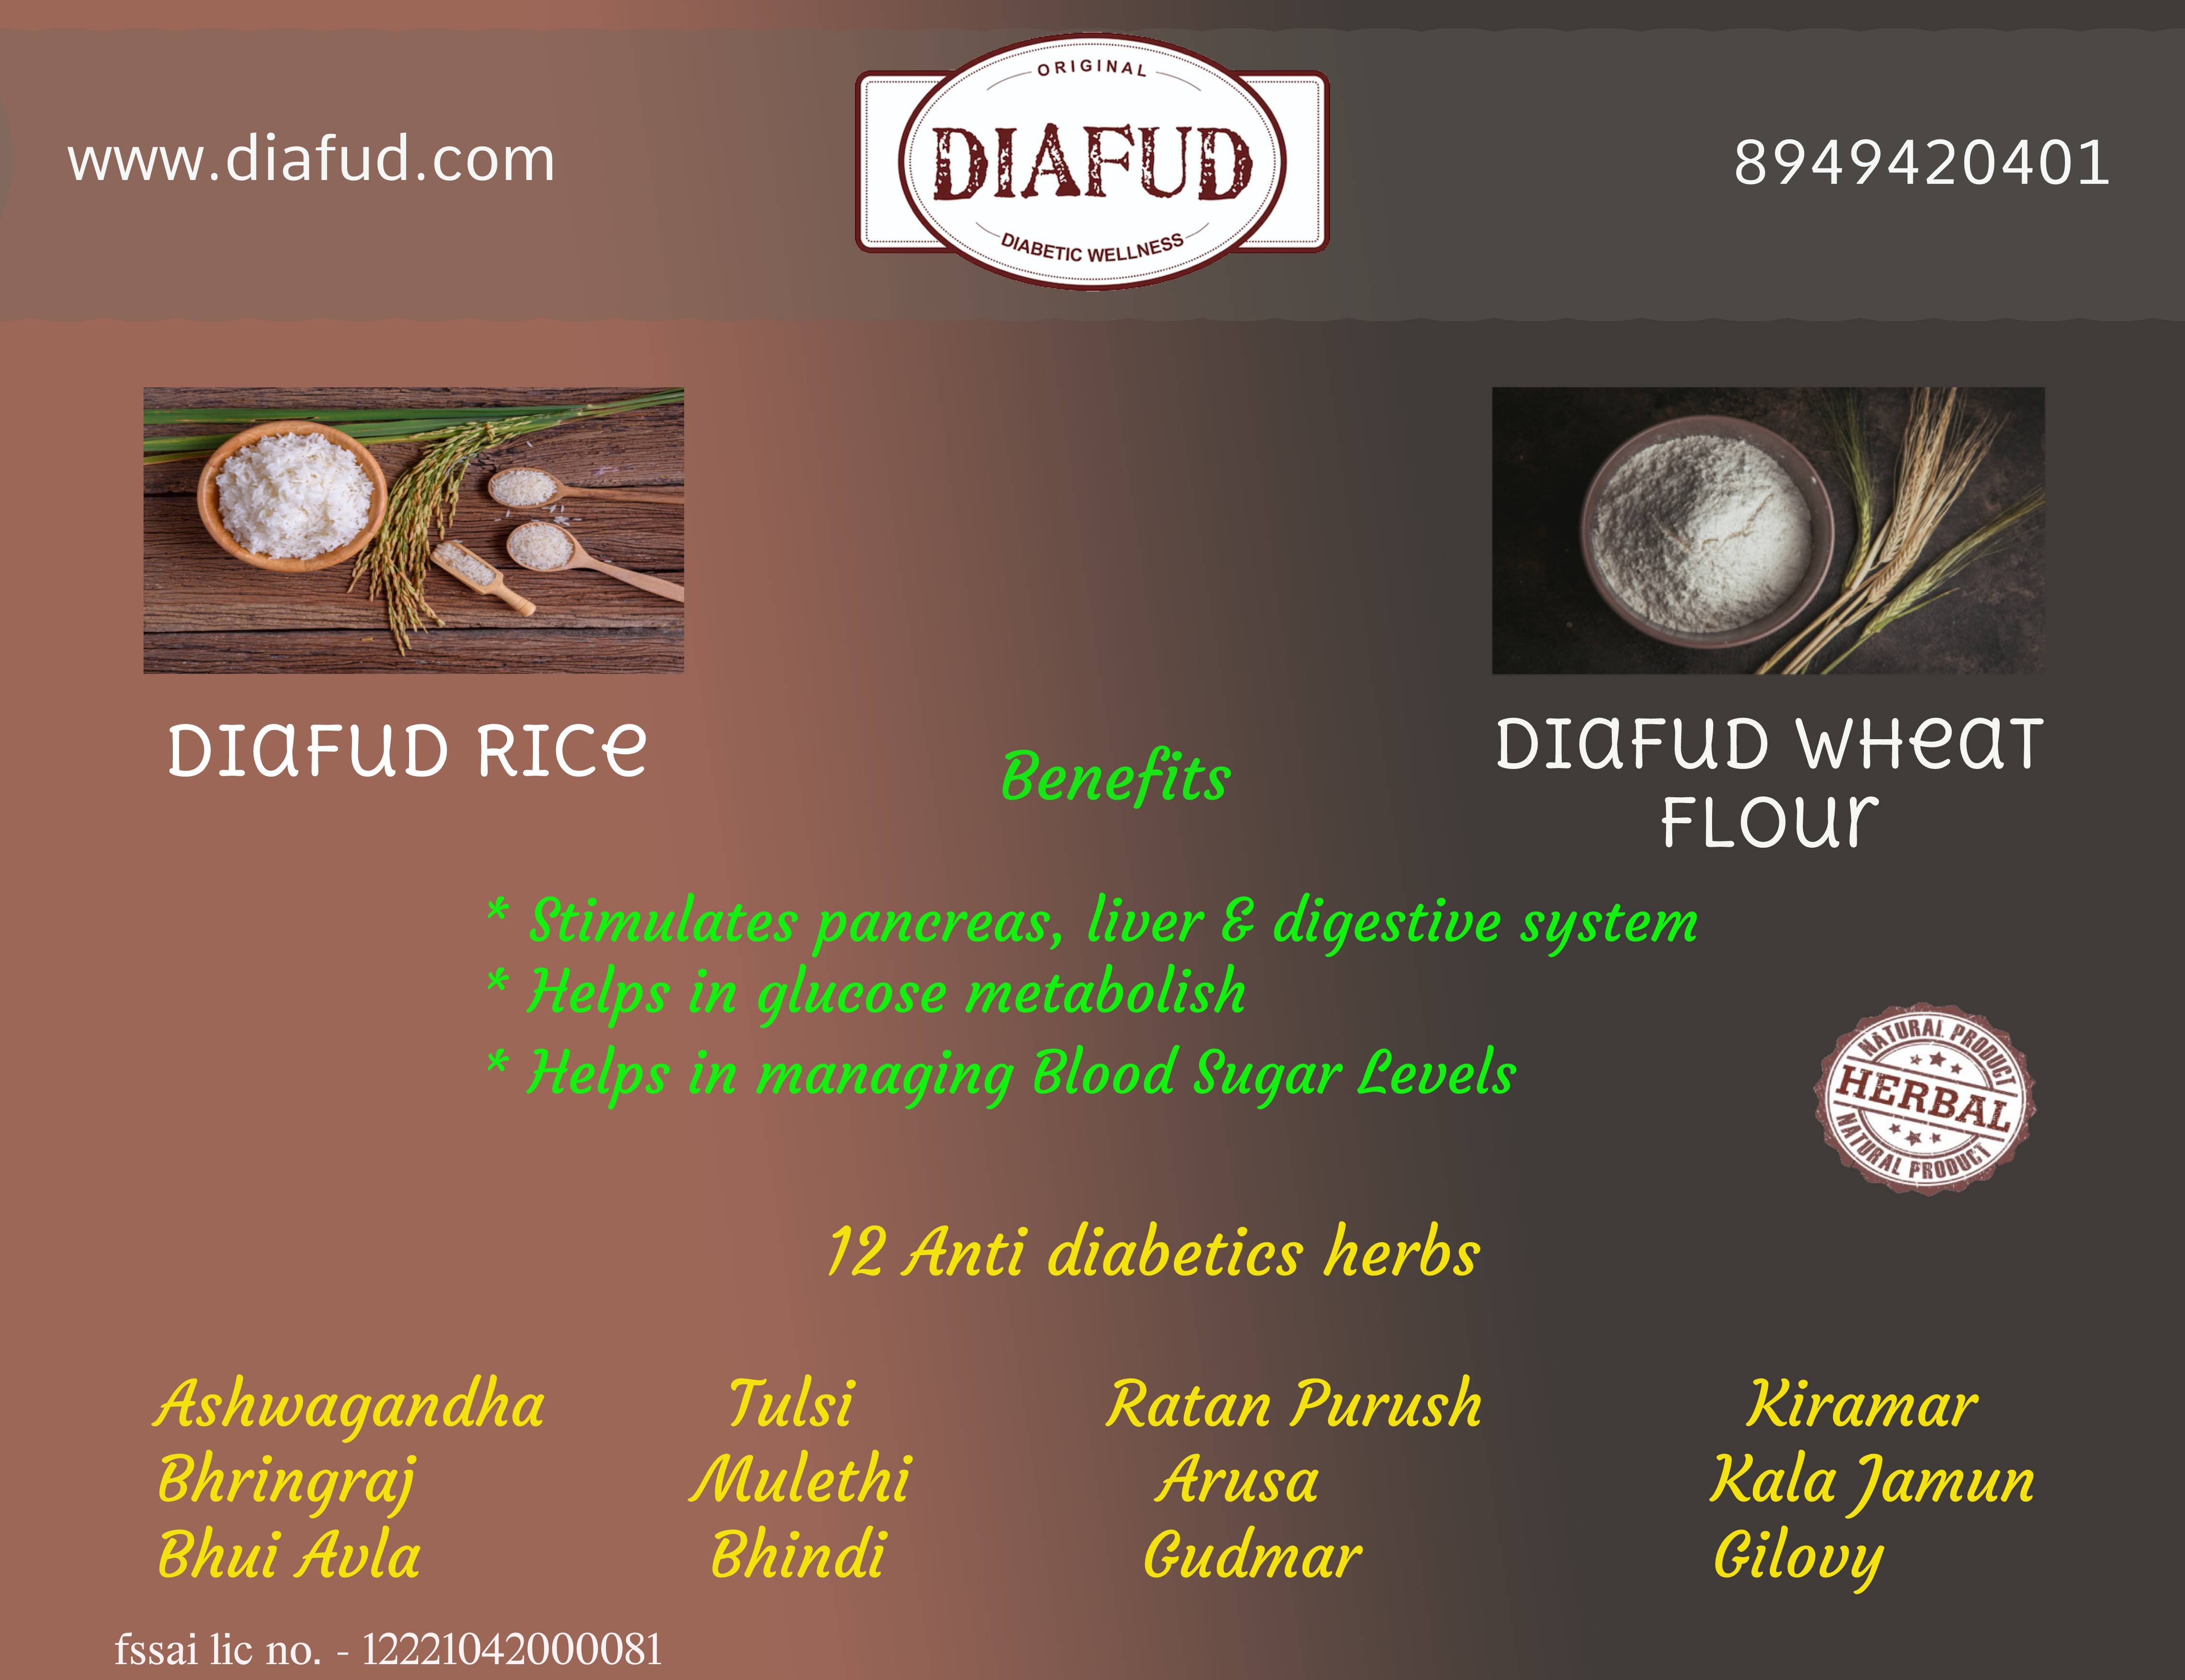 ORIGINAL
DIAFUD
DIABETIC WELLNESS
www.diafud.com
8949420401
DIAFUD RICE
DIAFUD WHEAT
FLOUR
Benefits
* Stimulates pancreas, liver & digestive system
* Helps in glucose metabolish
* Helps in managing Blood Sugar Levels
NATURAL PRODUCT
HERBAL
NATURAL PRODUCT
12 Anti diabetics herbs
Ashwagandha Tulsi Ratan Purush Kiramar
Bhringraj Mulethi Arusa Kala Jamun
Bhui Avla Bhindi Gudmar Gilovy
fssai lic no. - 12221042000081